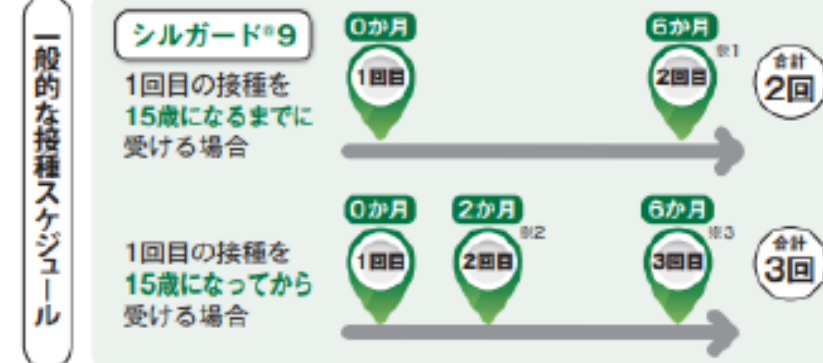 一般的な接種スケジュール
シルガード®9
1回目の接種を
15歳になるまでに
受ける場合
0か月
1回目
6か月
2回目
※1
合計
2回
1回目の接種を
15歳になってから
受ける場合
0か月
1回目
2か月
2回目
※2
6か月
3回目
※3
合計
3回